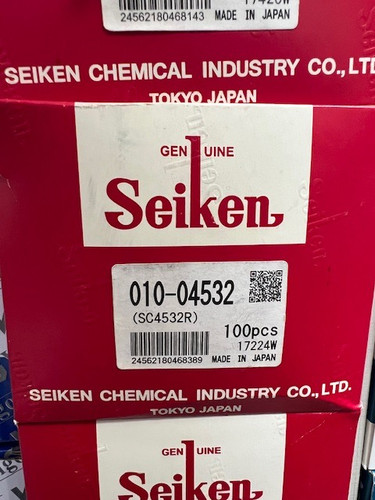 17426W
24562180468143 MADE IN JAPAN
SEIKEN CHEMICAL INDUSTRY CO., LTD
TOKYO JAPAN
GENUINE
Seiken
010-04532
(SC4532R)
100pcs
17224W
24562180468389 MADE IN JAPAN
SEIKEN CHEMICAL INDUSTRY CO., LTD.
TOKYO JAPAN
GENUINE
Seiken